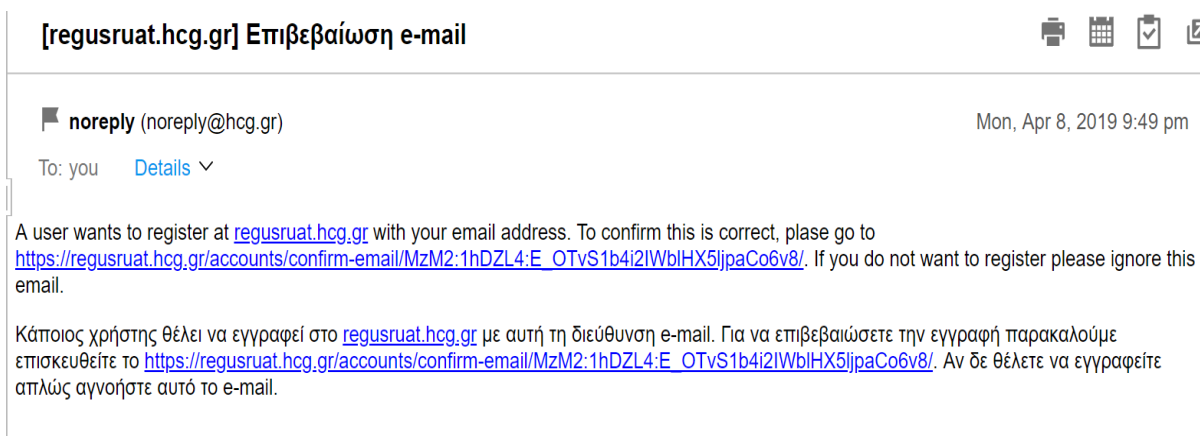 [regusruat.hcg.gr] Επιβεβαίωση e-mail
noreply (noreply@hcg.gr)
Mon, Apr 8, 2019 9:49 pm
To: you Details
A user wants to register at regusruat.hcg.gr with your email address. To confirm this is correct, plase go to
https://regusruat.hcg.gr/accounts/confirm-email/MzM2:1hDZL4:E_OTvS1b4i2IWblHX5ljpaCo6v8/. If you do not want to register please ignore this
email.
Κάποιος χρήστης θέλει να εγγραφεί στο regusruat.hcg.gr με αυτή τη διεύθυνση e-mail. Για να επιβεβαιώσετε την εγγραφή παρακαλούμε
επισκευθείτε το https://regusruat.hcg.gr/accounts/confirm-email/MzM2:1hDZL4:E_OTvS1b4i2IWblHX5ljpaCo6v8/. Αν δε θέλετε να εγγραφείτε
απλώς αγνοήστε αυτό το e-mail.